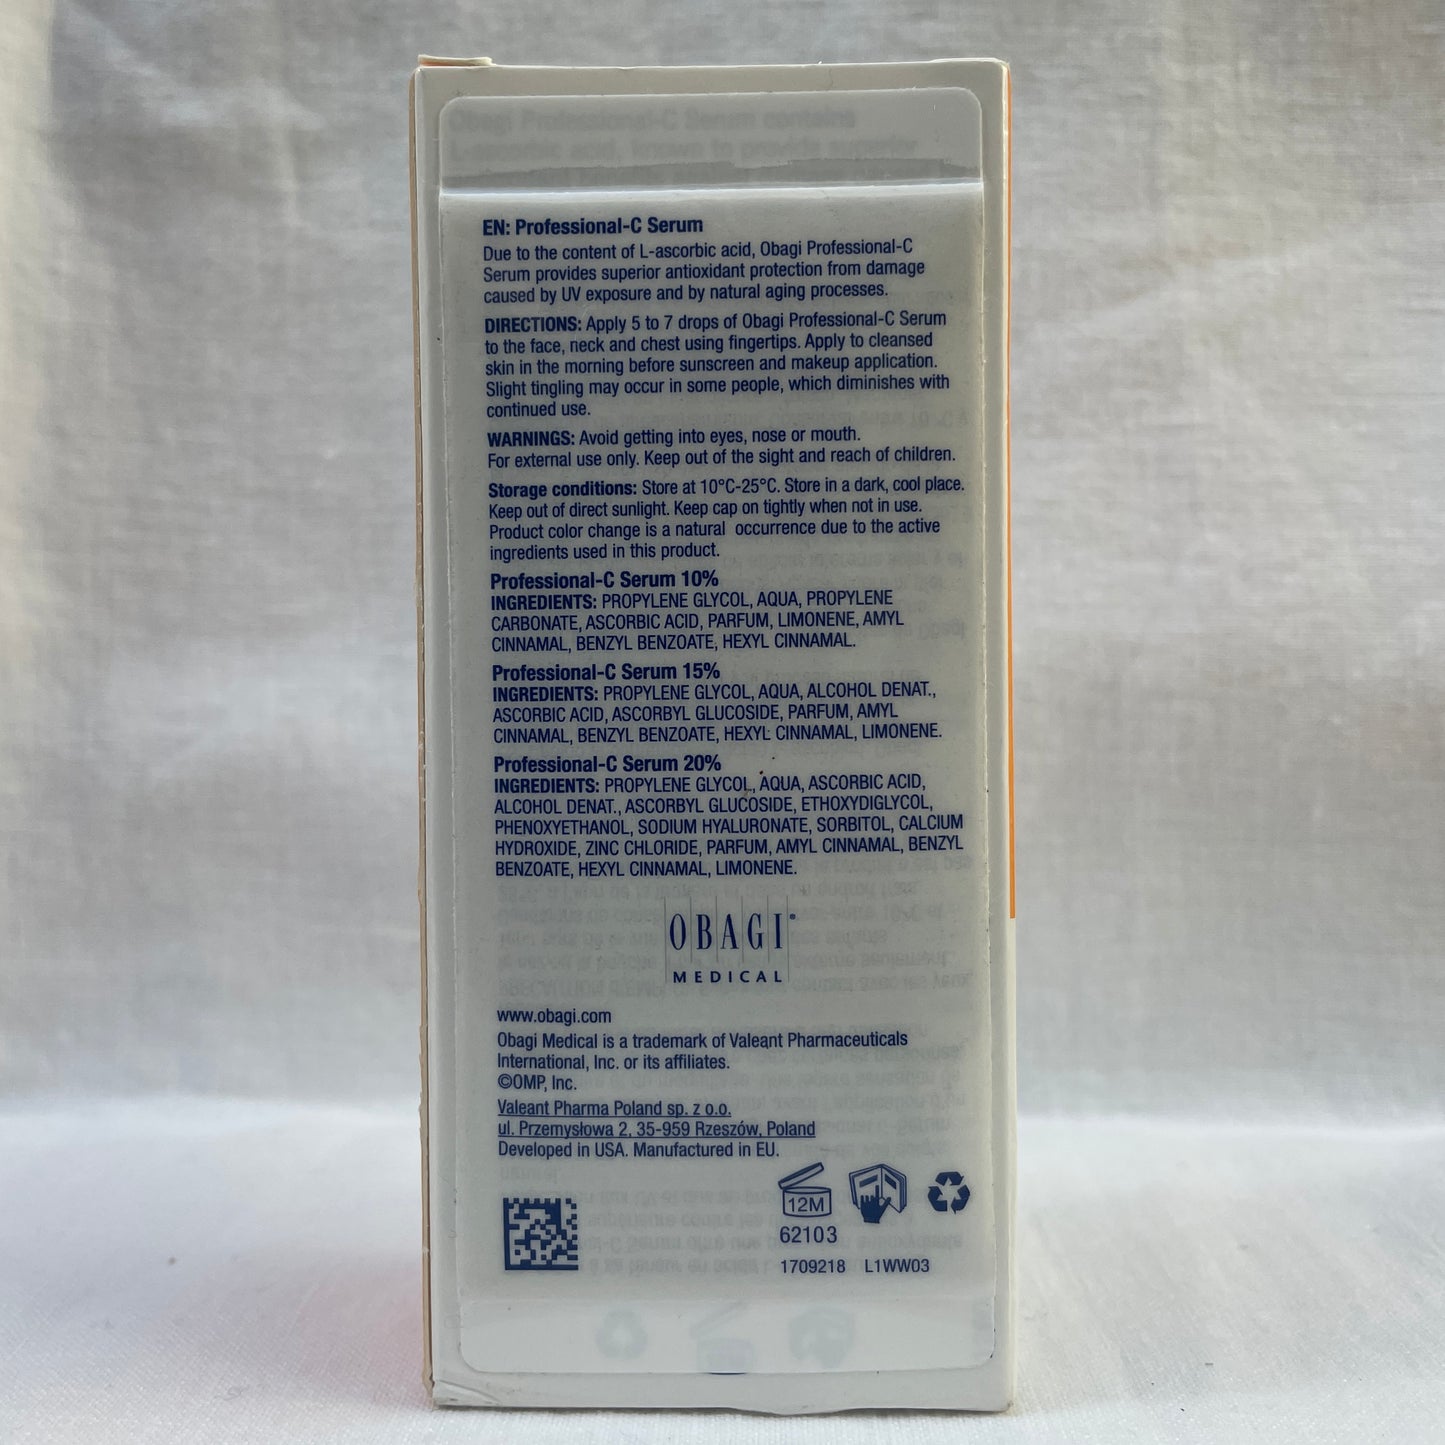 Obagi Professional-C Serum contains
L-ascorbic acid, known to provide superior
EN: Professional-C Serum
Due to the content of L-ascorbic acid, Obagi Professional-C
Serum provides superior antioxidant protection from damage
caused by UV exposure and by natural aging processes.
DIRECTIONS: Apply 5 to 7 drops of Obagi Professional-C Serum
to the face, neck and chest using fingertips. Apply to cleansed
skin in the morning before sunscreen and makeup application.
Slight tingling may occur in some people, which diminishes with
continued use.
WARNINGS: Avoid getting into eyes, nose or mouth.
For external use only. Keep out of the sight and reach of children.
Storage conditions: Store at 10°C-25°C. Store in a dark, cool place.
Keep out of direct sunlight. Keep cap on tightly when not in use.
Product color change is a natural occurrence due to the active
ingredients used in this product.
Professional-C Serum 10%
INGREDIENTS: PROPYLENE GLYCOL, AQUA, PROPYLENE
CARBONATE, ASCORBIC ACID, PARFUM, LIMONENE, AMYL
CINNAMAL, BENZYL BENZOATE, HEXYL CINNAMAL.
Professional-C Serum 15%
INGREDIENTS: PROPYLENE GLYCOL, AQUA, ALCOHOL DENAT.,
ASCORBIC ACID, ASCORBYL GLUCOSIDE, PARFUM, AMYL
CINNAMAL, BENZYL BENZOATE, HEXYL CINNAMAL, LIMONENE.
Professional-C Serum 20%
INGREDIENTS: PROPYLENE GLYCOL, AQUA, ASCORBIC ACID,
ALCOHOL DENAT., ASCORBYL GLUCOSIDE, ETHOXYDIGLYCOL,
PHENOXYETHANOL, SODIUM HYALURONATE, SORBITOL, CALCIUM
HYDROXIDE, ZINC CHLORIDE, PARFUM, AMYL CINNAMAL, BENZYL
BENZOATE, HEXYL CINNAMAL, LIMONENE.
OBAGI
MEDICAL
www.obagi.com
Obagi Medical is a trademark of Valeant Pharmaceuticals
International, Inc. or its affiliates.
©OMP, Inc.
Valeant Pharma Poland sp. z o.o.
ul. Przemysłowa 2, 35-959 Rzeszów, Poland
Developed in USA. Manufactured in EU.
12M
62103
1709218 L1WW03